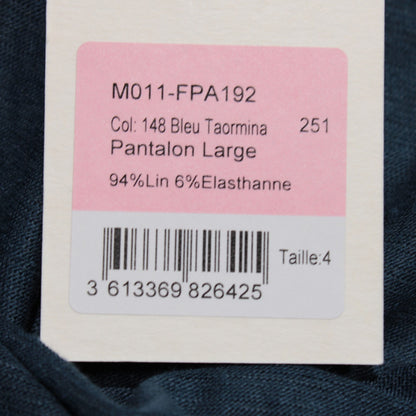 M011-FPA192
Col: 148 Bleu Taormina 251
Pantalon Large
94%Lin 6%Elasthanne
Taille:4
3 613369 826425